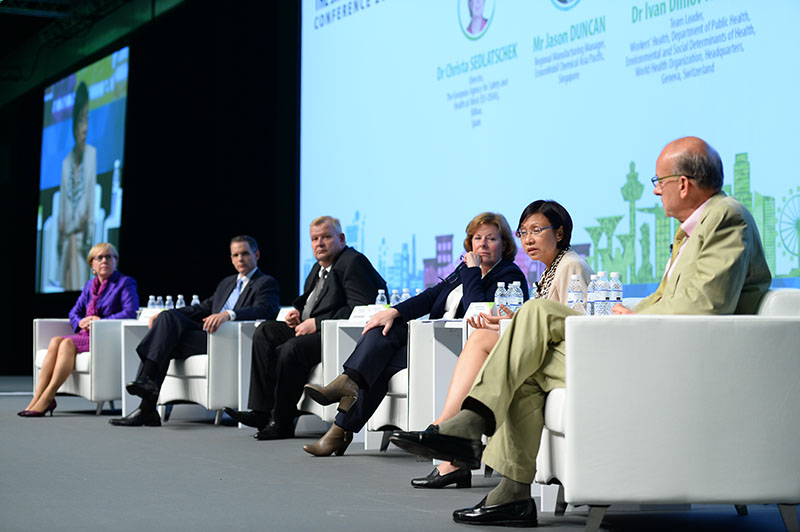 CONFERENCE
Dr Christa SEDLATSCHEK
Director,
The European Agency for Safety and
Health at Work (EU-OSHA),
Bilbao,
Spain
Mr Jason DUNCAN
Regional Manufacturing Manager,
ExxonMobil Chemical Asia Pacific,
Singapore
Dr Ivan
Team Leader,
Workers' Health, Department of Public Health,
Environmental and Social Determinants of Health,
World Health Organization, Headquarters,
Geneva, Switzerland